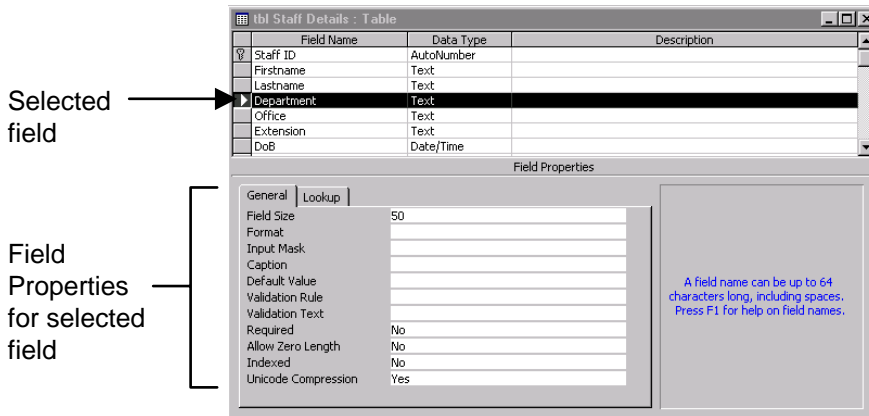 tbl Staff Details : Table
Field Name Data Type Description
Staff ID AutoNumber
Firstname Text
Lastname Text
Department Text
Office Text
Extension Text
DoB Date/Time
Selected
field
Field Properties
General Lookup
Field Size 50
Format
Input Mask
Caption
Default Value
Validation Rule
Validation Text
Required No
Allow Zero Length No
Indexed No
Unicode Compression Yes
Field
Properties
for selected
field
A field name can be up to 64
characters long, including spaces.
Press F1 for help on field names.